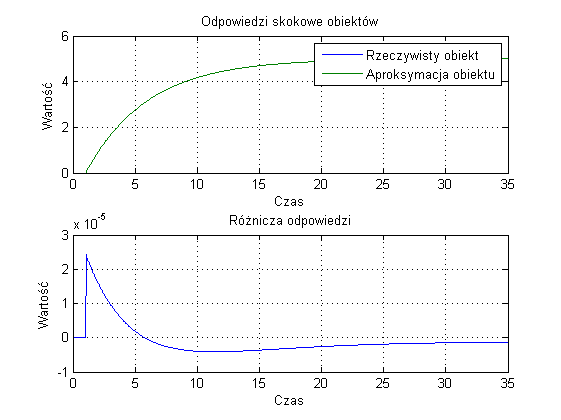 Odpowiedzi skokowe obiektów
6
4
2
0
Wartość
Rzeczywisty obiekt
Aproksymacja obiektu
0 5 10 15 20 25 30 35
Czas
Różnicza odpowiedzi
x 10^-5
3
2
1
0
-1
Wartość
0 5 10 15 20 25 30 35
Czas